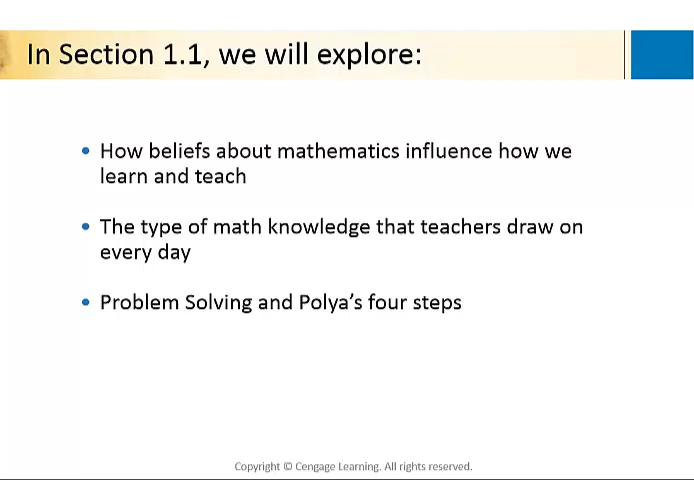 In Section 1.1, we will explore:
• How beliefs about mathematics influence how we
learn and teach
• The type of math knowledge that teachers draw on
every day
• Problem Solving and Polya’s four steps
Copyright © Cengage Learning. All rights reserved.